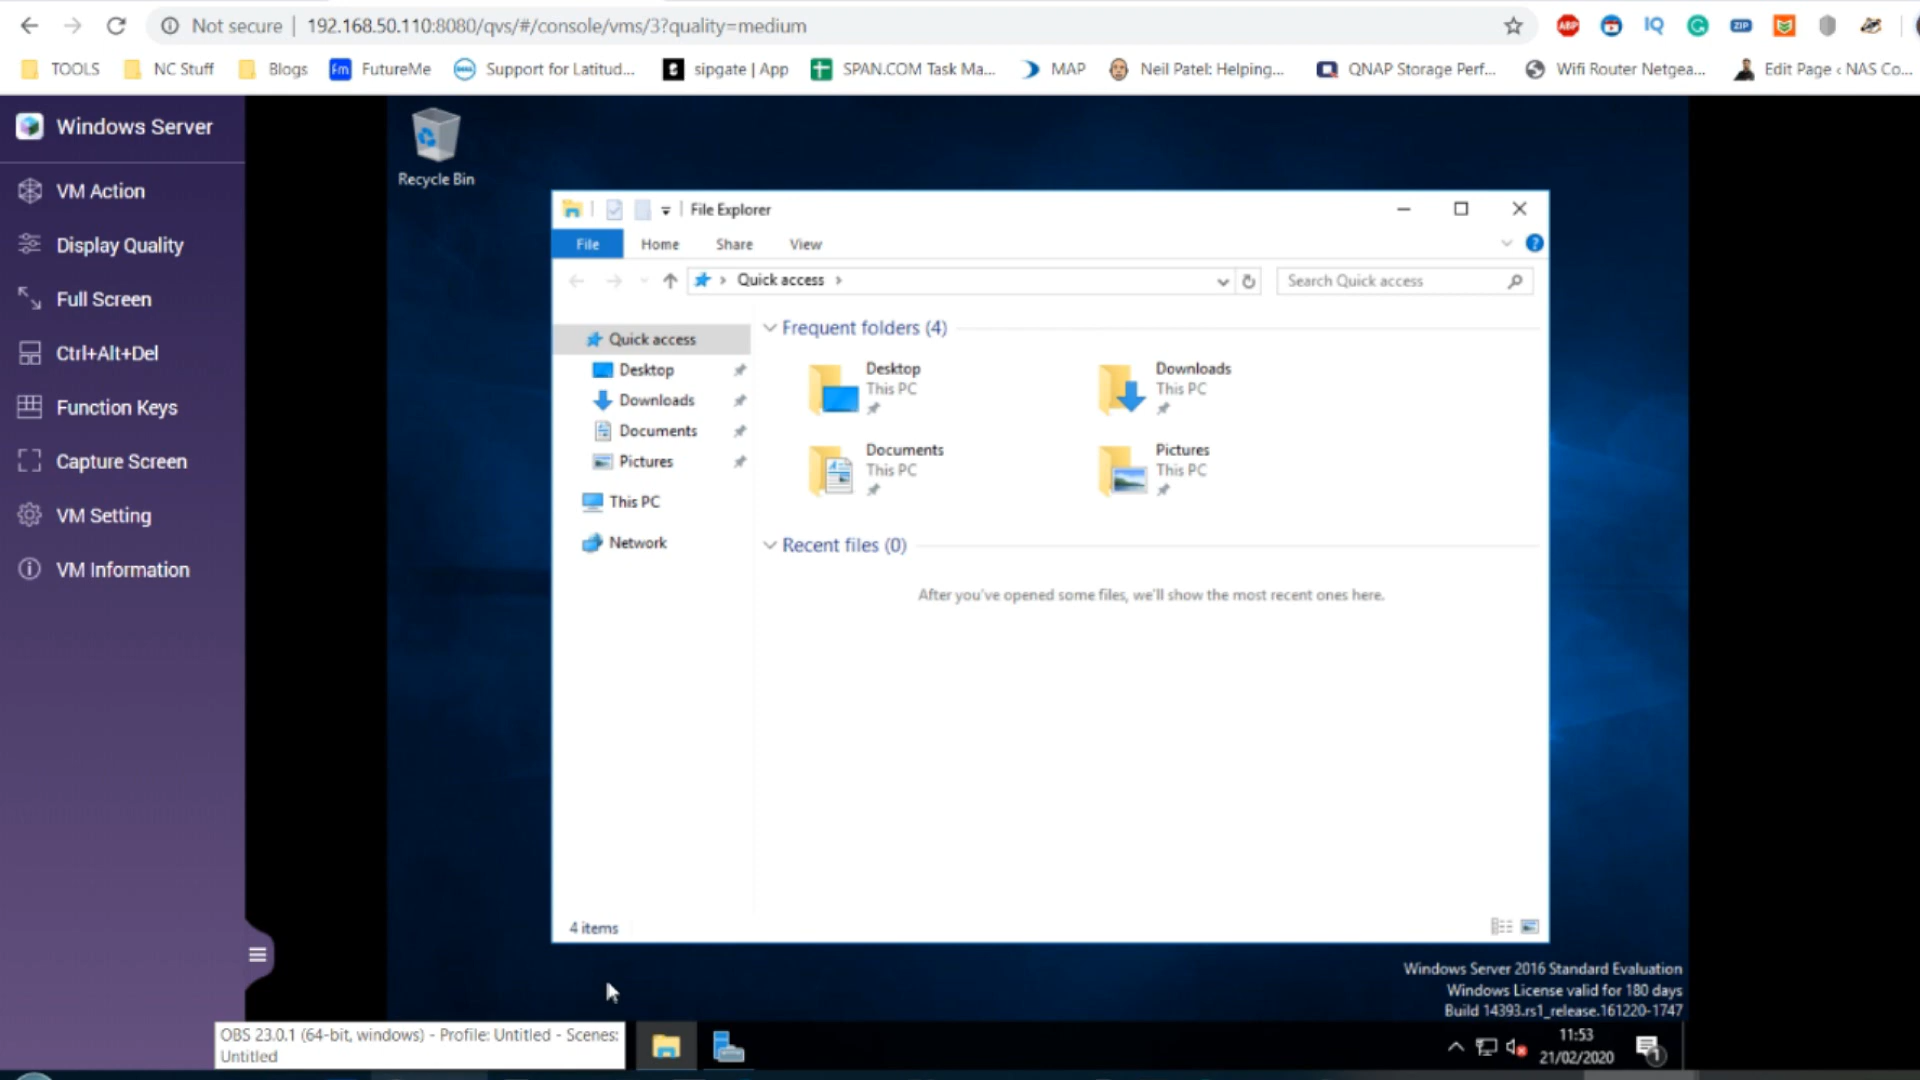 Not secure | 192.168.50.110:8080/qvs/#/console/vms/3?quality=medium
ABP
IQ
ZIP
TOOLS NC Stuff Blogs Fm FutureMe Support for Latitud... sipgate | App SPAN.COM Task Ma... MAP Neil Patel: Helping... QNAP Storage Perf... Wifi Router Netgea... Edit Page ‹ NAS Co...
Windows Server
VM Action
Display Quality
Full Screen
Ctrl+Alt+Del
Function Keys
Capture Screen
VM Setting
VM Information
Recycle Bin
File Explorer
File Home Share View
Quick access
Search Quick access
Quick access
Desktop
Downloads
Documents
Pictures
This PC
Network
Frequent folders (4)
Desktop
This PC
Downloads
This PC
Documents
This PC
Pictures
This PC
Recent files (0)
After you've opened some files, we'll show the most recent ones here.
4 items
Windows Server 2016 Standard Evaluation
Windows License valid for 180 days
Build 14393.rs1_release.161220-1747
OBS 23.0.1 (64-bit, windows) - Profile: Untitled - Scenes:
Untitled
11:53
21/02/2020
1